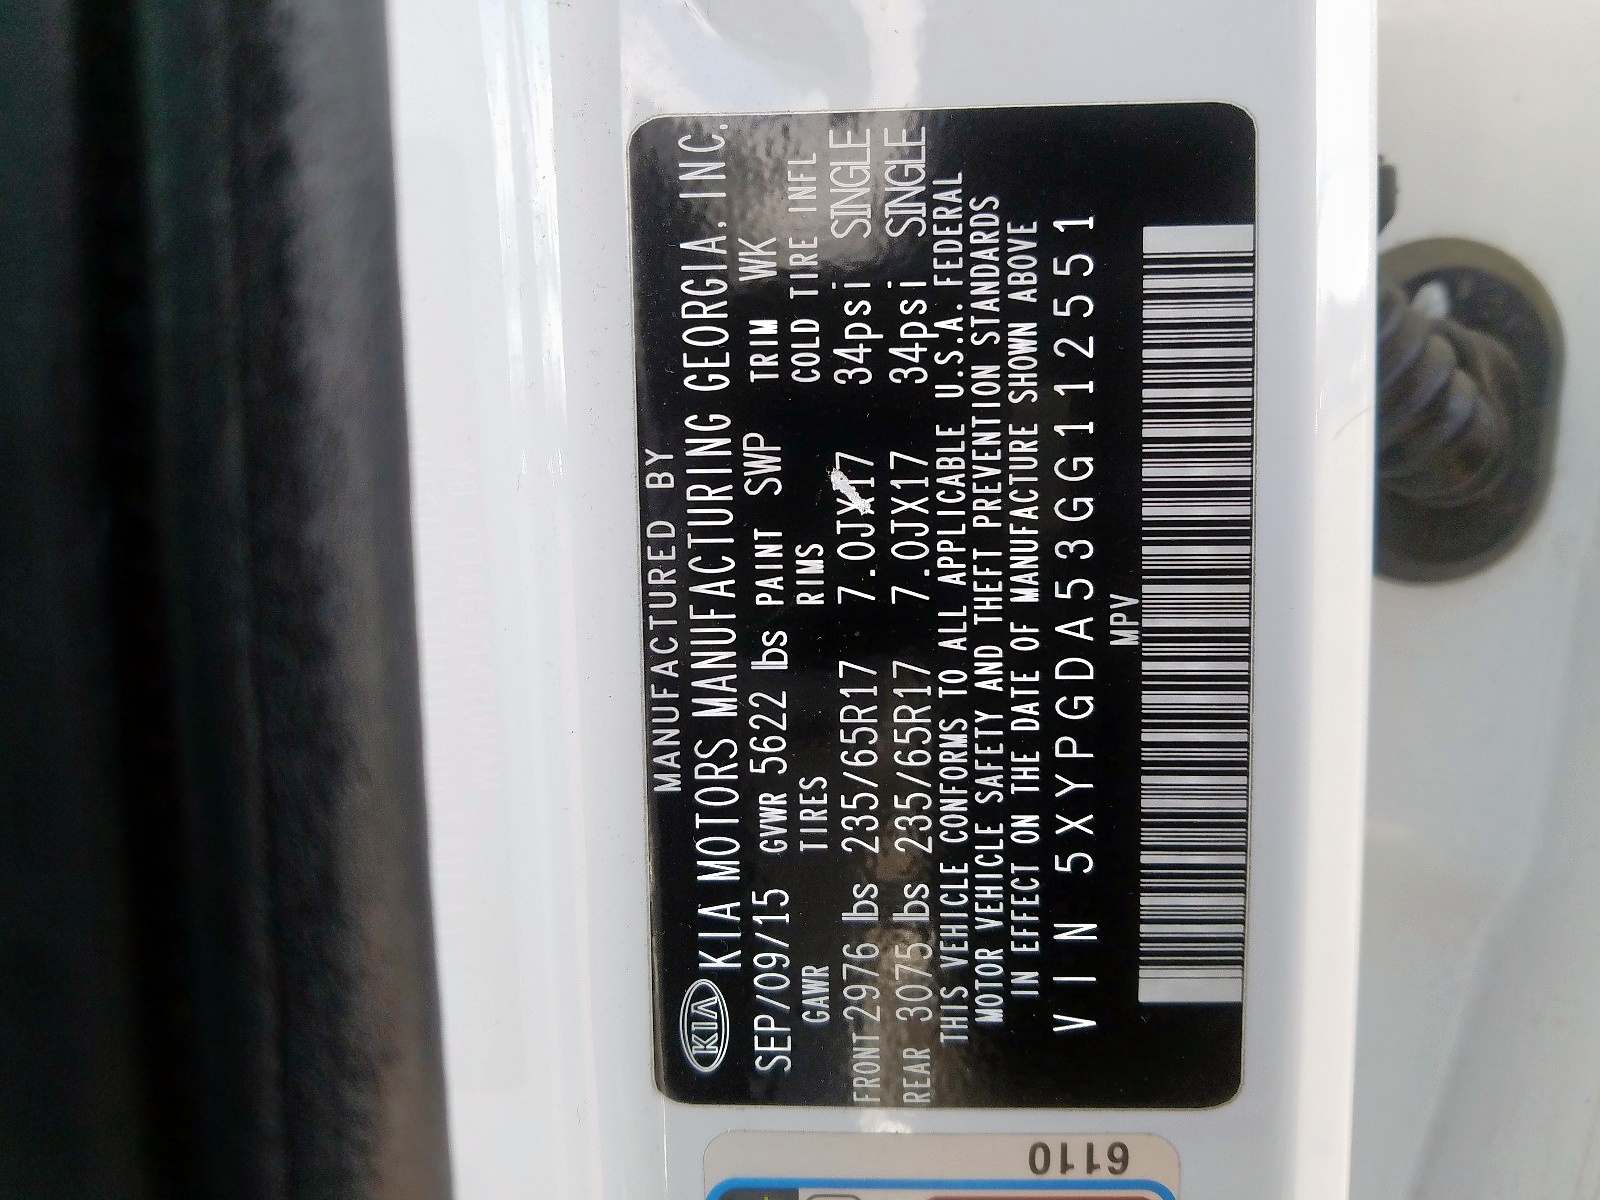 MANUFACTURED BY
KIA KIA MOTORS MANUFACTURING GEORGIA, INC.
SEP/09/15 GVWR 5622 lbs PAINT SWP TRIM WK
GAWR TIRES RIMS COLD TIRE INFL
FRONT 2976 lbs 235/65R17 7.0JX17 34psi SINGLE
REAR 3075 lbs 235/65R17 7.0JX17 34psi SINGLE
THIS VEHICLE CONFORMS TO ALL APPLICABLE U.S.A. FEDERAL
MOTOR VEHICLE SAFETY AND THEFT PREVENTION STANDARDS
IN EFFECT ON THE DATE OF MANUFACTURE SHOWN ABOVE
VIN 5XYPGDA53GG112551
MPV
6110